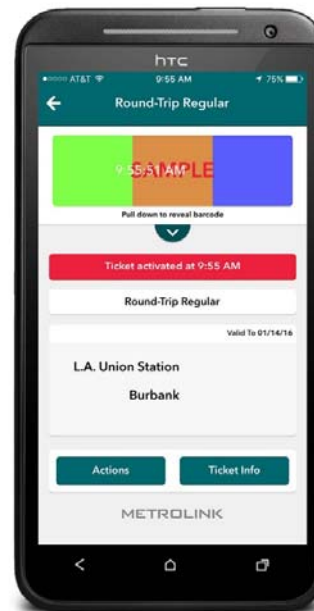 hTC
AT&T 9:55 AM 75%
Round-Trip Regular
9:55:51 AM
SAMPLE
Pull down to reveal barcode
Ticket activated at 9:55 AM
Round-Trip Regular
Valid To 01/14/16
L.A. Union Station
Burbank
Actions Ticket Info
METROLINK